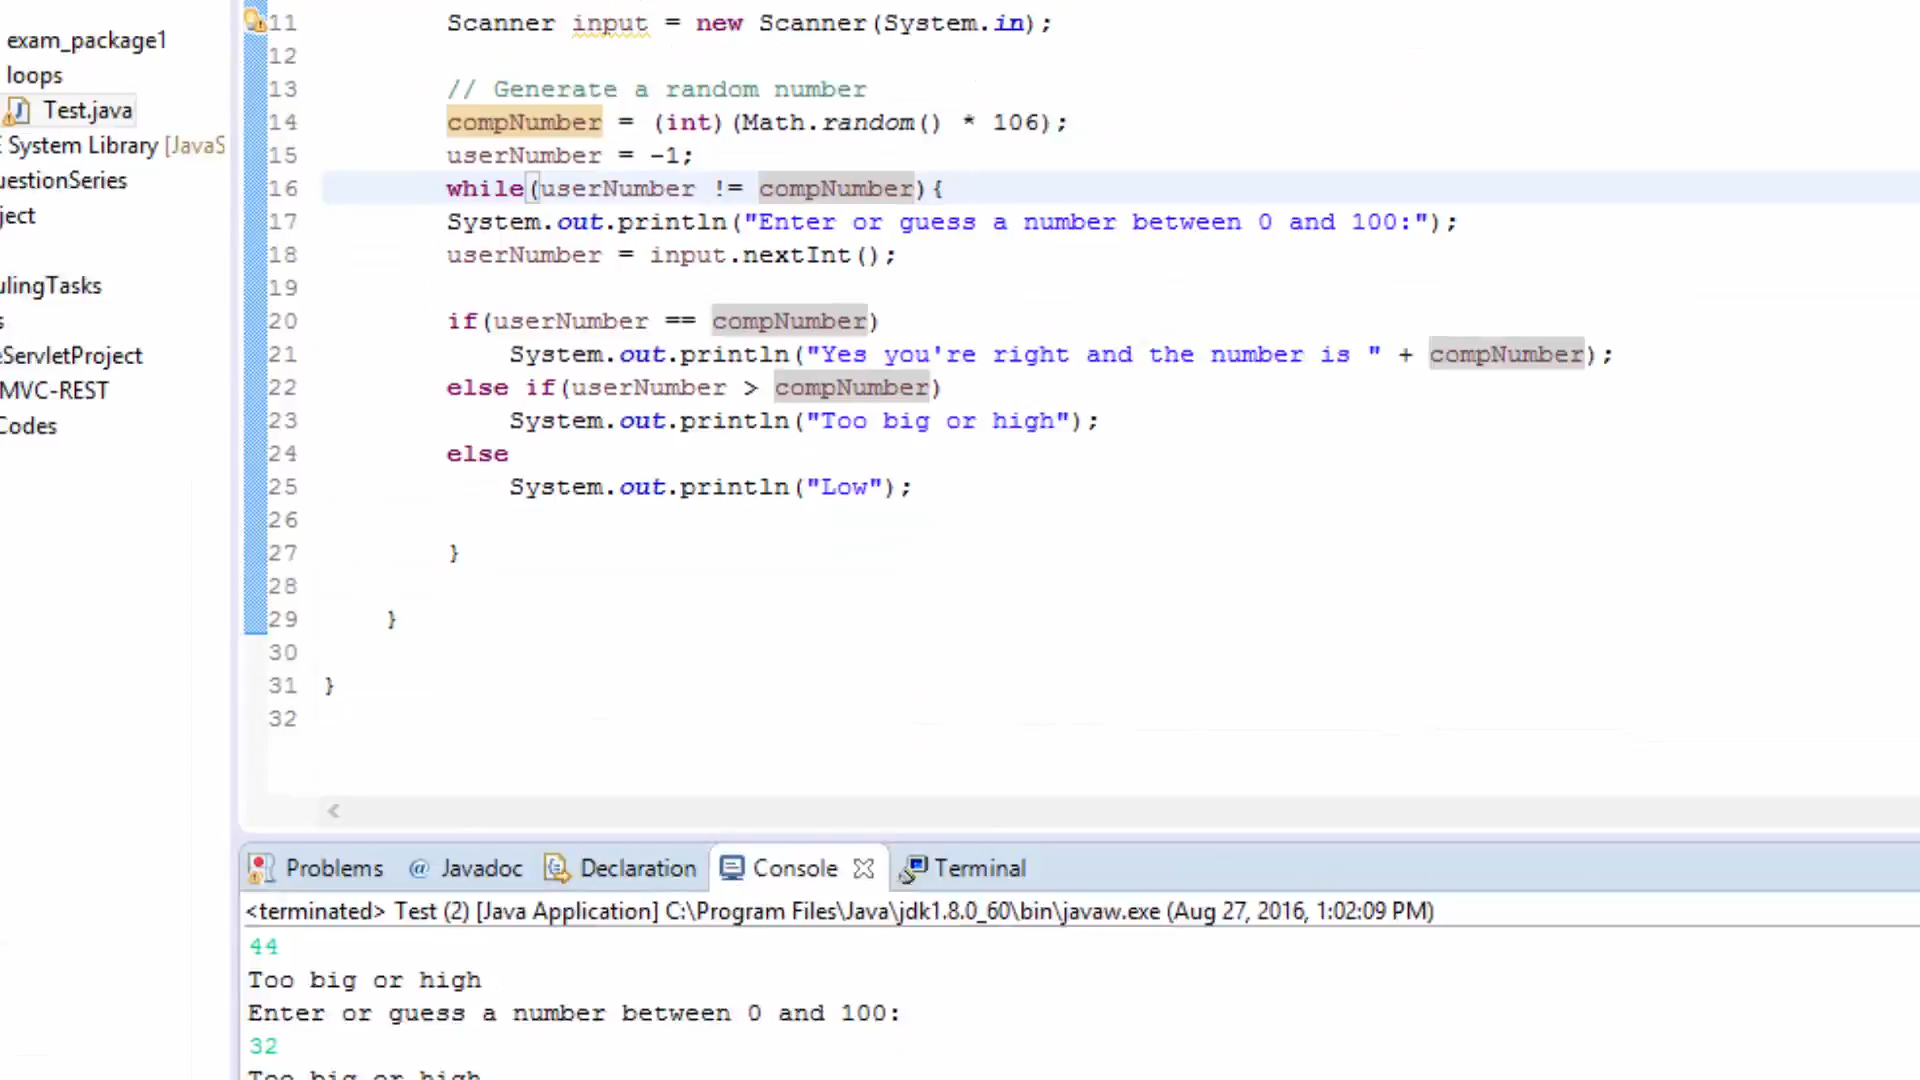 exam_package1
loops
Test.java
System Library [JavaS
uestionSeries
ject
ulingTasks
s
eServletProject
MVC-REST
Codes
11 Scanner input = new Scanner(System.in);
12
13 // Generate a random number
14 compNumber = (int)(Math.random() * 106);
15 userNumber = -1;
16 while(userNumber != compNumber){
17 System.out.println("Enter or guess a number between 0 and 100:");
18 userNumber = input.nextInt();
19
20 if(userNumber == compNumber)
21 System.out.println("Yes you're right and the number is " + compNumber);
22 else if(userNumber > compNumber)
23 System.out.println("Too big or high");
24 else
25 System.out.println("Low");
26
27 }
28
29 }
30
31 }
32
Problems @ Javadoc Declaration Console Terminal
<terminated> Test (2) [Java Application] C:\Program Files\Java\jdk1.8.0_60\bin\javaw.exe (Aug 27, 2016, 1:02:09 PM)
44
Too big or high
Enter or guess a number between 0 and 100:
32
Too big or high